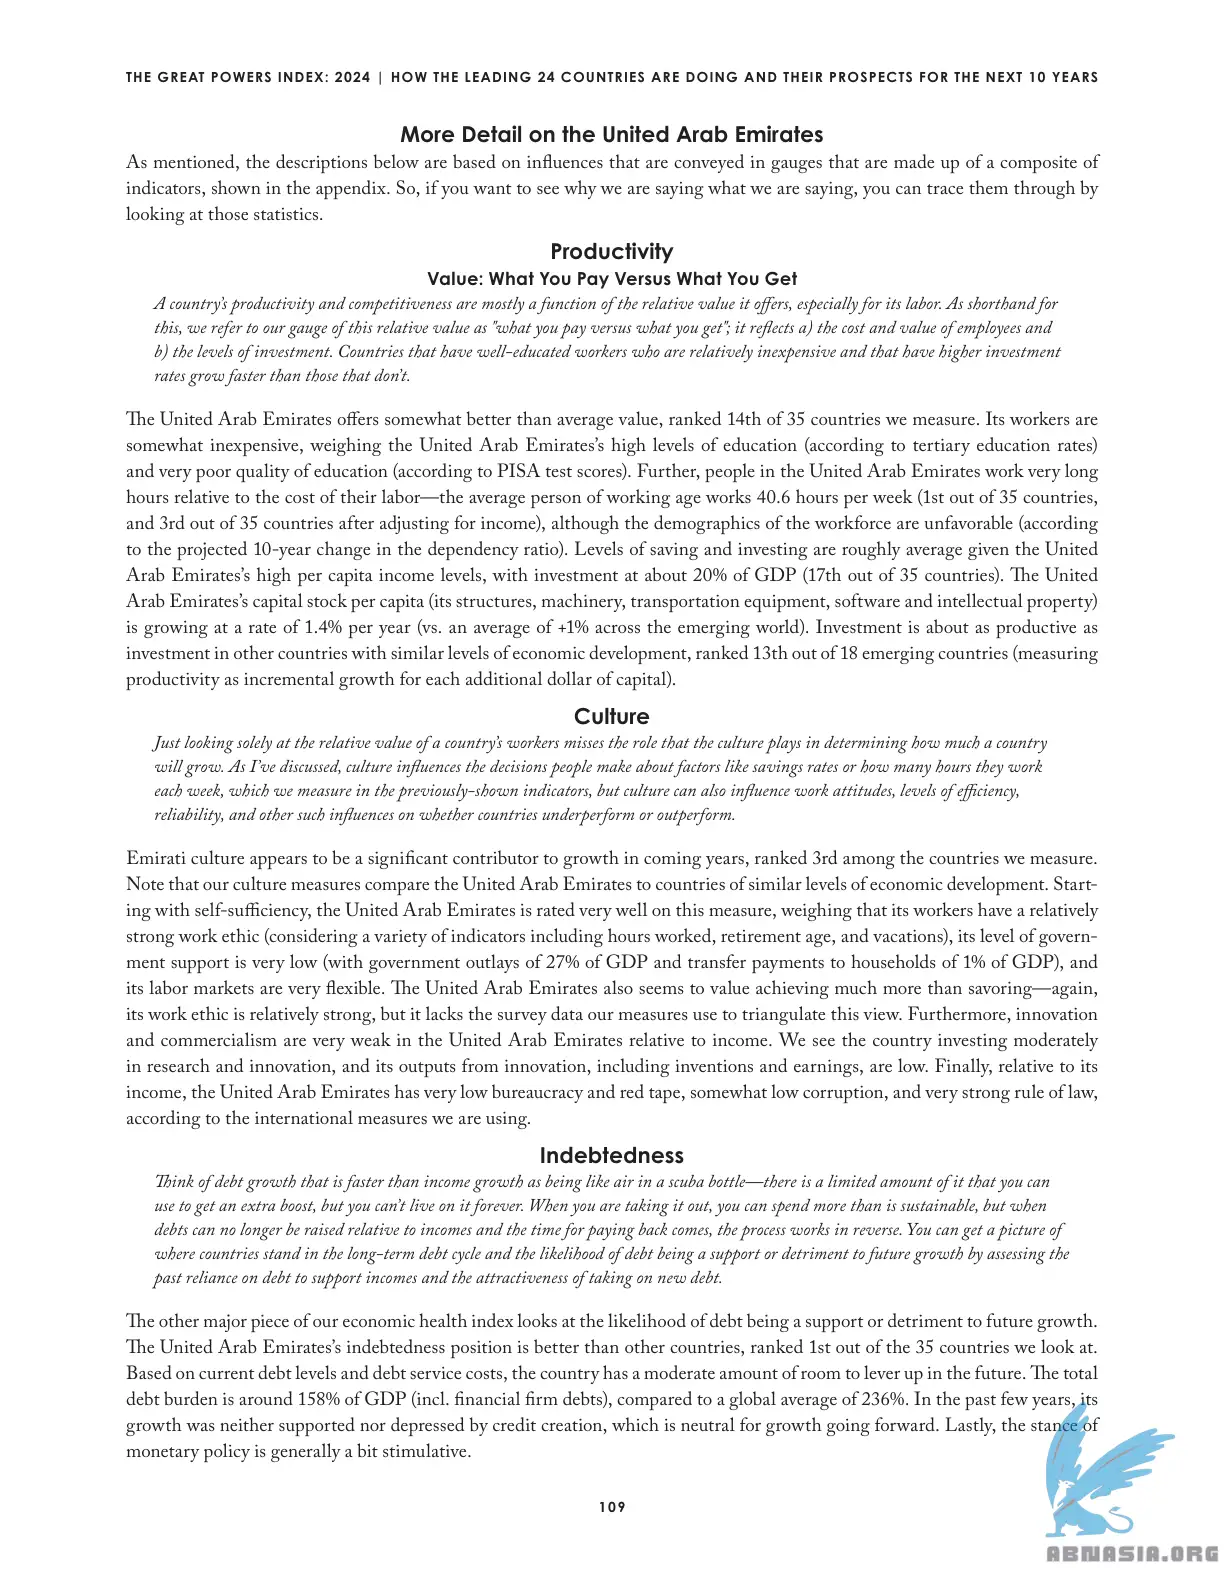 THE GREAT POWERS INDEX: 2024 | HOW THE LEADING 24 COUNTRIES ARE DOING AND THEIR PROSPECTS FOR THE NEXT 10 YEARS
More Detail on the United Arab Emirates
As mentioned, the descriptions below are based on influences that are conveyed in gauges that are made up of a composite of
indicators, shown in the appendix. So, if you want to see why we are saying what we are saying, you can trace them through by
looking at those statistics.
Productivity
Value: What You Pay Versus What You Get
A country's productivity and competitiveness are mostly a function of the relative value it offers, especially for its labor. As shorthand for
this, we refer to our gauge of this relative value as "what you pay versus what you get"; it reflects a) the cost and value of employees and
b) the levels of investment. Countries that have well-educated workers who are relatively inexpensive and that have higher investment
rates grow faster than those that don't.
The United Arab Emirates offers somewhat better than average value, ranked 14th of 35 countries we measure. Its workers are
somewhat inexpensive, weighing the United Arab Emirates's high levels of education (according to tertiary education rates)
and very poor quality of education (according to PISA test scores). Further, people in the United Arab Emirates work very long
hours relative to the cost of their labor—the average person of working age works 40.6 hours per week (1st out of 35 countries,
and 3rd out of 35 countries after adjusting for income), although the demographics of the workforce are unfavorable (according
to the projected 10-year change in the dependency ratio). Levels of saving and investing are roughly average given the United
Arab Emirates's high per capita income levels, with investment at about 20% of GDP (17th out of 35 countries). The United
Arab Emirates's capital stock per capita (its structures, machinery, transportation equipment, software and intellectual property)
is growing at a rate of 1.4% per year (vs. an average of +1% across the emerging world). Investment is about as productive as
investment in other countries with similar levels of economic development, ranked 13th out of 18 emerging countries (measuring
productivity as incremental growth for each additional dollar of capital).
Culture
Just looking solely at the relative value of a country's workers misses the role that the culture plays in determining how much a country
will grow. As I've discussed, culture influences the decisions people make about factors like savings rates or how many hours they work
each week, which we measure in the previously-shown indicators, but culture can also influence work attitudes, levels of efficiency,
reliability, and other such influences on whether countries underperform or outperform.
Emirati culture appears to be a significant contributor to growth in coming years, ranked 3rd among the countries we measure.
Note that our culture measures compare the United Arab Emirates to countries of similar levels of economic development. Start-
ing with self-sufficiency, the United Arab Emirates is rated very well on this measure, weighing that its workers have a relatively
strong work ethic (considering a variety of indicators including hours worked, retirement age, and vacations), its level of govern-
ment support is very low (with government outlays of 27% of GDP and transfer payments to households of 1% of GDP), and
its labor markets are very flexible. The United Arab Emirates also seems to value achieving much more than savoring—again,
its work ethic is relatively strong, but it lacks the survey data our measures use to triangulate this view. Furthermore, innovation
and commercialism are very weak in the United Arab Emirates relative to income. We see the country investing moderately
in research and innovation, and its outputs from innovation, including inventions and earnings, are low. Finally, relative to its
income, the United Arab Emirates has very low bureaucracy and red tape, somewhat low corruption, and very strong rule of law,
according to the international measures we are using.
Indebtedness
Think of debt growth that is faster than income growth as being like air in a scuba bottle—there is a limited amount of it that you can
use to get an extra boost, but you can't live on it forever. When you are taking it out, you can spend more than is sustainable, but when
debts can no longer be raised relative to incomes and the time for paying back comes, the process works in reverse. You can get a picture of
where countries stand in the long-term debt cycle and the likelihood of debt being a support or detriment to future growth by assessing the
past reliance on debt to support incomes and the attractiveness of taking on new debt.
The other major piece of our economic health index looks at the likelihood of debt being a support or detriment to future growth.
The United Arab Emirates's indebtedness position is better than other countries, ranked 1st out of the 35 countries we look at.
Based on current debt levels and debt service costs, the country has a moderate amount of room to lever up in the future. The total
debt burden is around 158% of GDP (incl. financial firm debts), compared to a global average of 236%. In the past few years, its
growth was neither supported nor depressed by credit creation, which is neutral for growth going forward. Lastly, the stance of
monetary policy is generally a bit stimulative.
109
ABNASIA.ORG